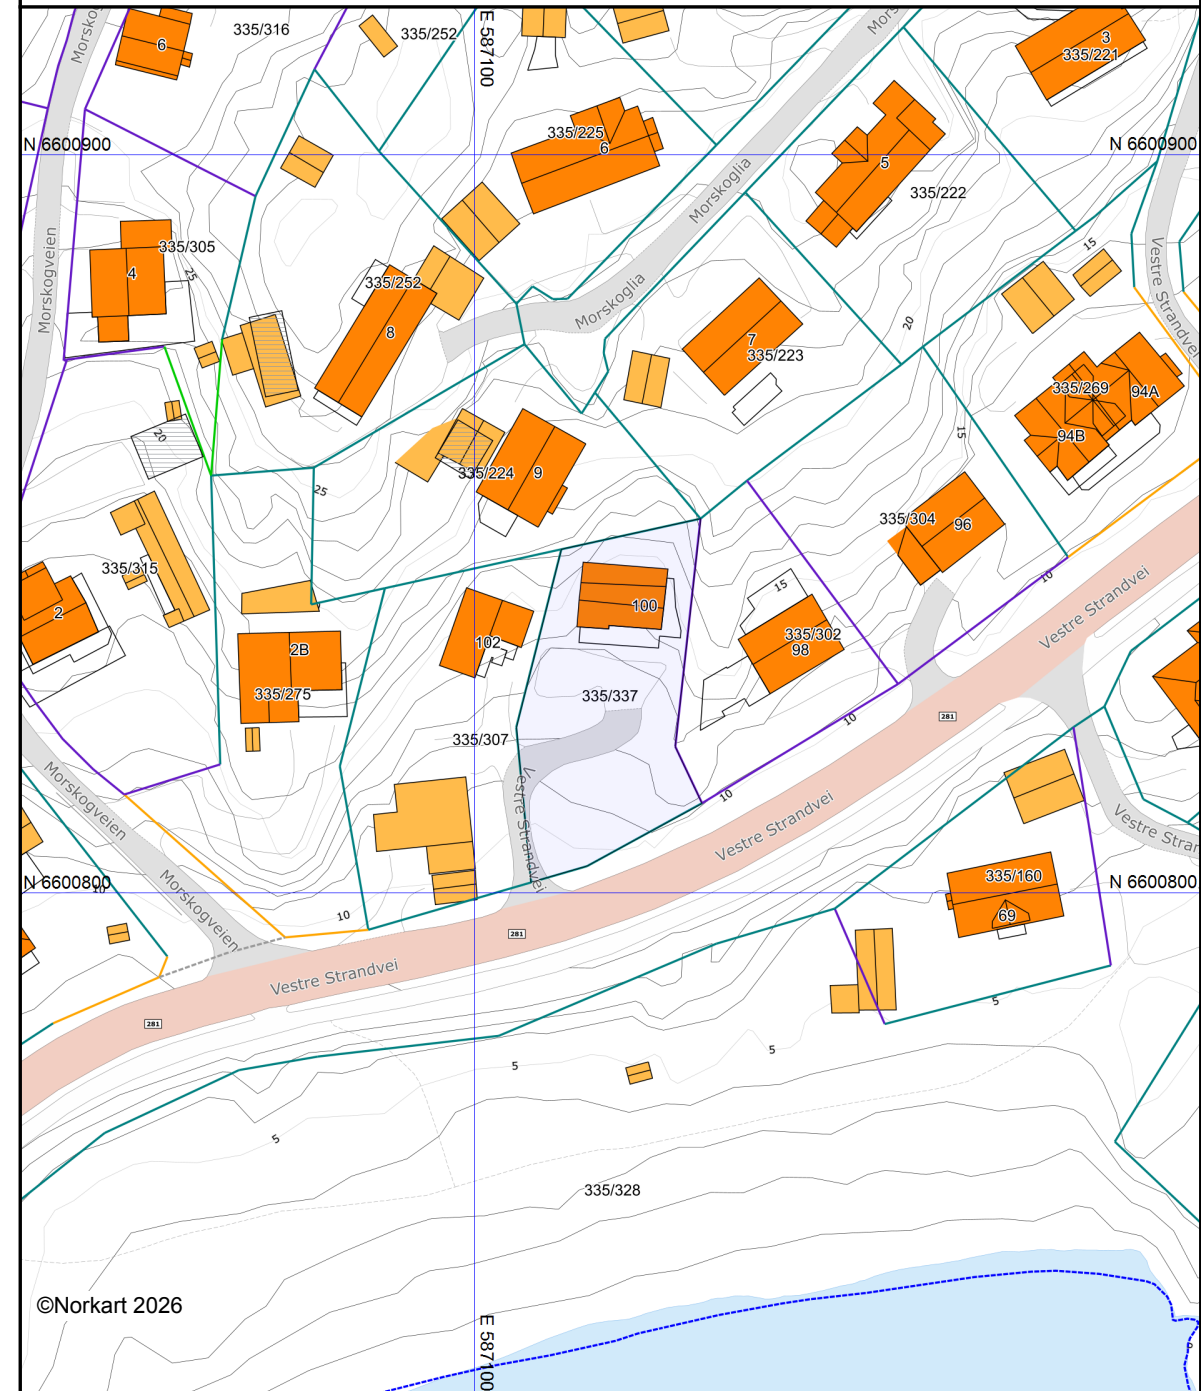 335/316
335/252
E 587100
Mors
3
335/221
6
Morskog
N 6600900
335/225
6
N 6600900
Morskoglia
5
335/222
335/305
4
25
Morskogveien
335/252
8
Morskoglia
15
Vestre Strandvei
20
7
335/223
335/269
94A
94B
20
15
335/224
9
25
335/304
96
335/315
2
10
15
100
Vestre Strandvei
102
335/302
98
2B
335/275
335/337
281
10
335/307
Vestre Strandvei
10
Morskogveien
Vestre Strandvei
Vestre Stran
N 6600800
10
Morskogveien
335/160
N 6600800
69
10
281
Vestre Strandvei
281
5
5
5
5
335/328
©Norkart 2026
E 587100